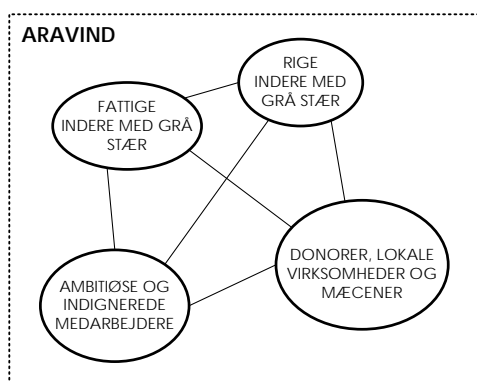 ARAVIND
RIGE
INDERE MED
GRÅ STÆR
FATTIGE
INDERE MED GRÅ
STÆR
DONORER, LOKALE
VIRKSOMHEDER OG
MÆCENER
AMBITIØSE OG
INDIGNEREDE
MEDARBEJDERE